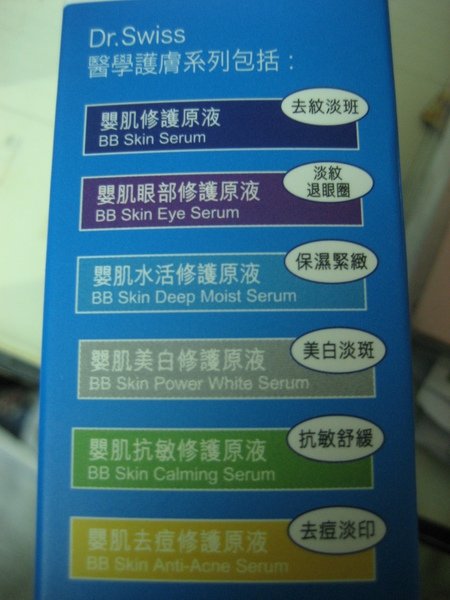 Dr.Swiss
醫學護膚系列包括：
嬰肌修護原液
去紋淡班
BB Skin Serum
嬰肌眼部修護原液
淡紋
退眼圈
BB Skin Eye Serum
嬰肌水活修護原液
保濕緊緻
BB Skin Deep Moist Serum
嬰肌美白修護原液
美白淡斑
BB Skin Power White Serum
嬰肌抗敏修護原液
抗敏舒緩
BB Skin Calming Serum
嬰肌去痘修護原液
去痘淡印
BB Skin Anti-Acne Serum